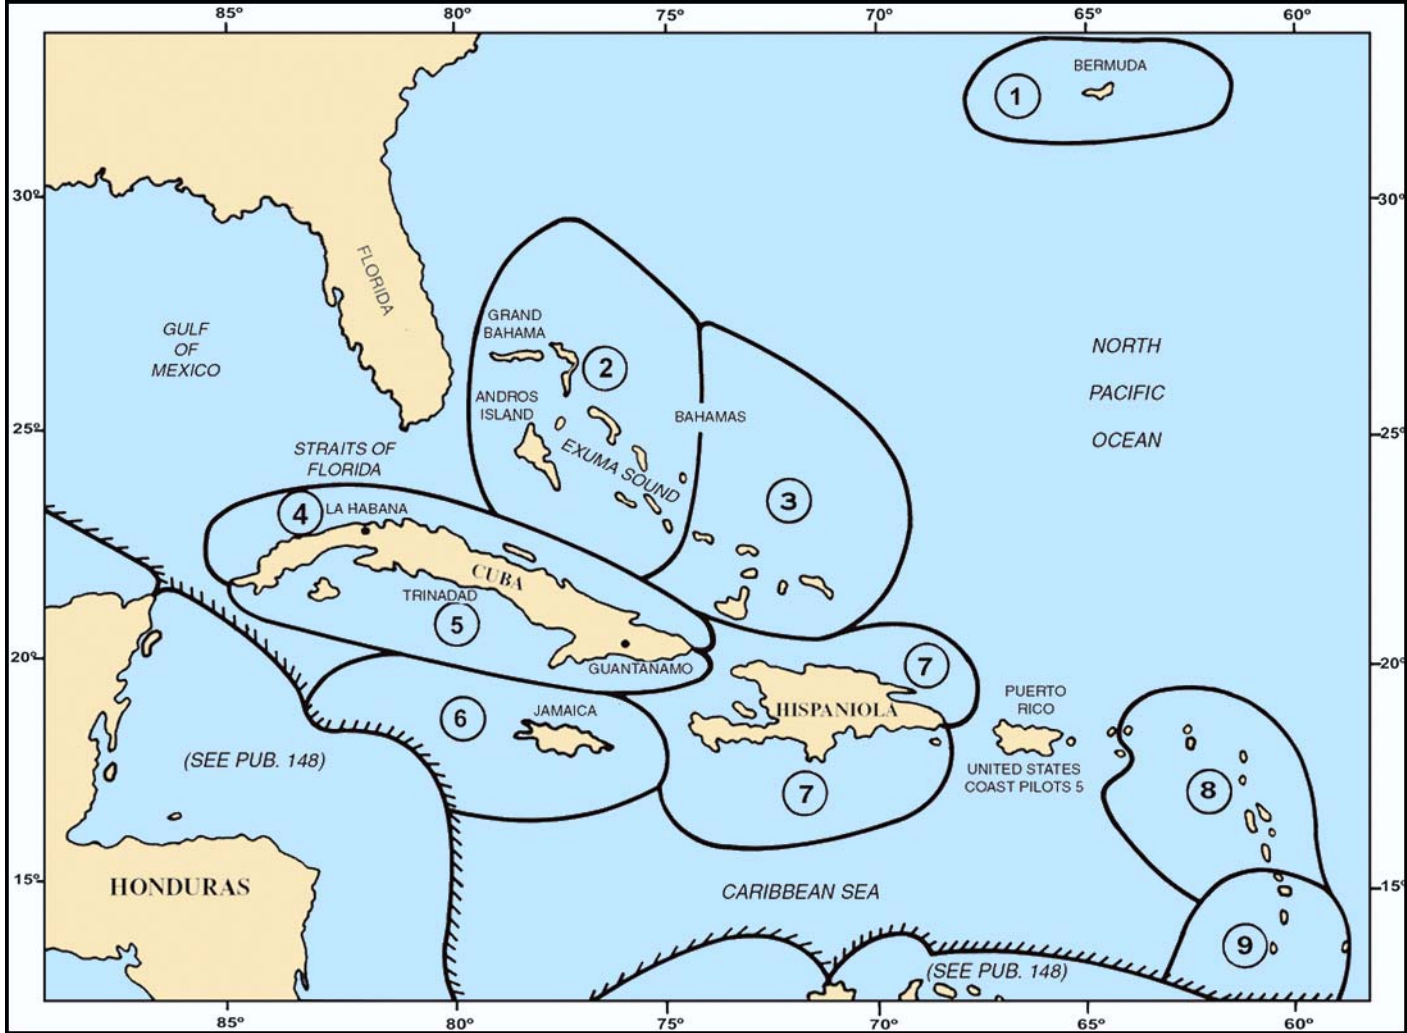 85º 80º 75º 70º 65º 60º
BERMUDA
1
30º 30º
FLORIDA
GULF
OF
MEXICO
GRAND
BAHAMA
2
NORTH
PACIFIC
OCEAN
ANDROS
ISLAND
BAHAMAS
25º 25º
STRAITS OF
FLORIDA
EXUMA SOUND
3
4
LA HABANA
CUBA
TRINADAD
5
20º 20º
GUANTANAMO
7
PUERTO
RICO
6
JAMAICA
HISPANIOLA
(SEE PUB. 148)
UNITED STATES
COAST PILOTS 5
7
8
15º 15º
HONDURAS
CARIBBEAN SEA
9
(SEE PUB. 148)
85º 80º 75º 70º 65º 60º